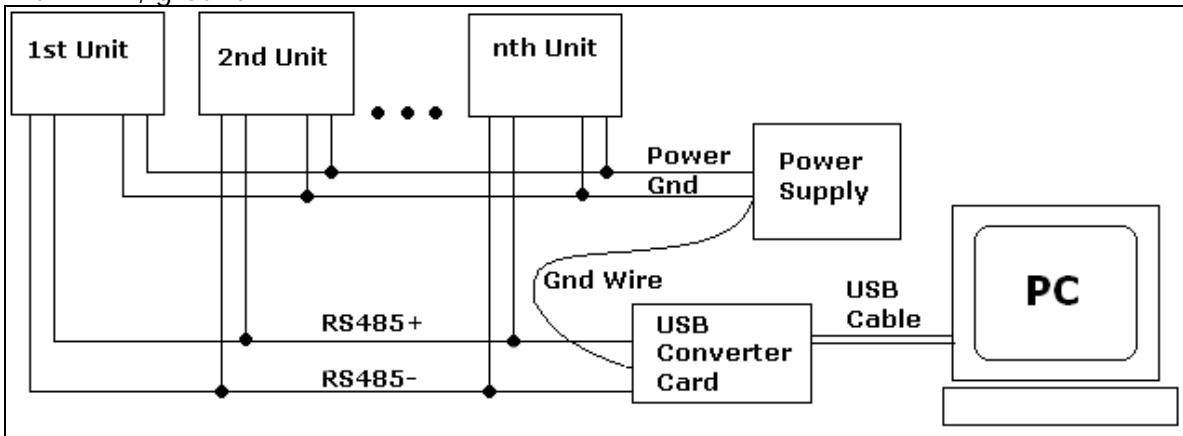 1st Unit
2nd Unit
nth Unit
Power
Gnd
Power
Supply
Gnd Wire
USB
Cable
PC
RS485+
RS485-
USB
Converter
Card